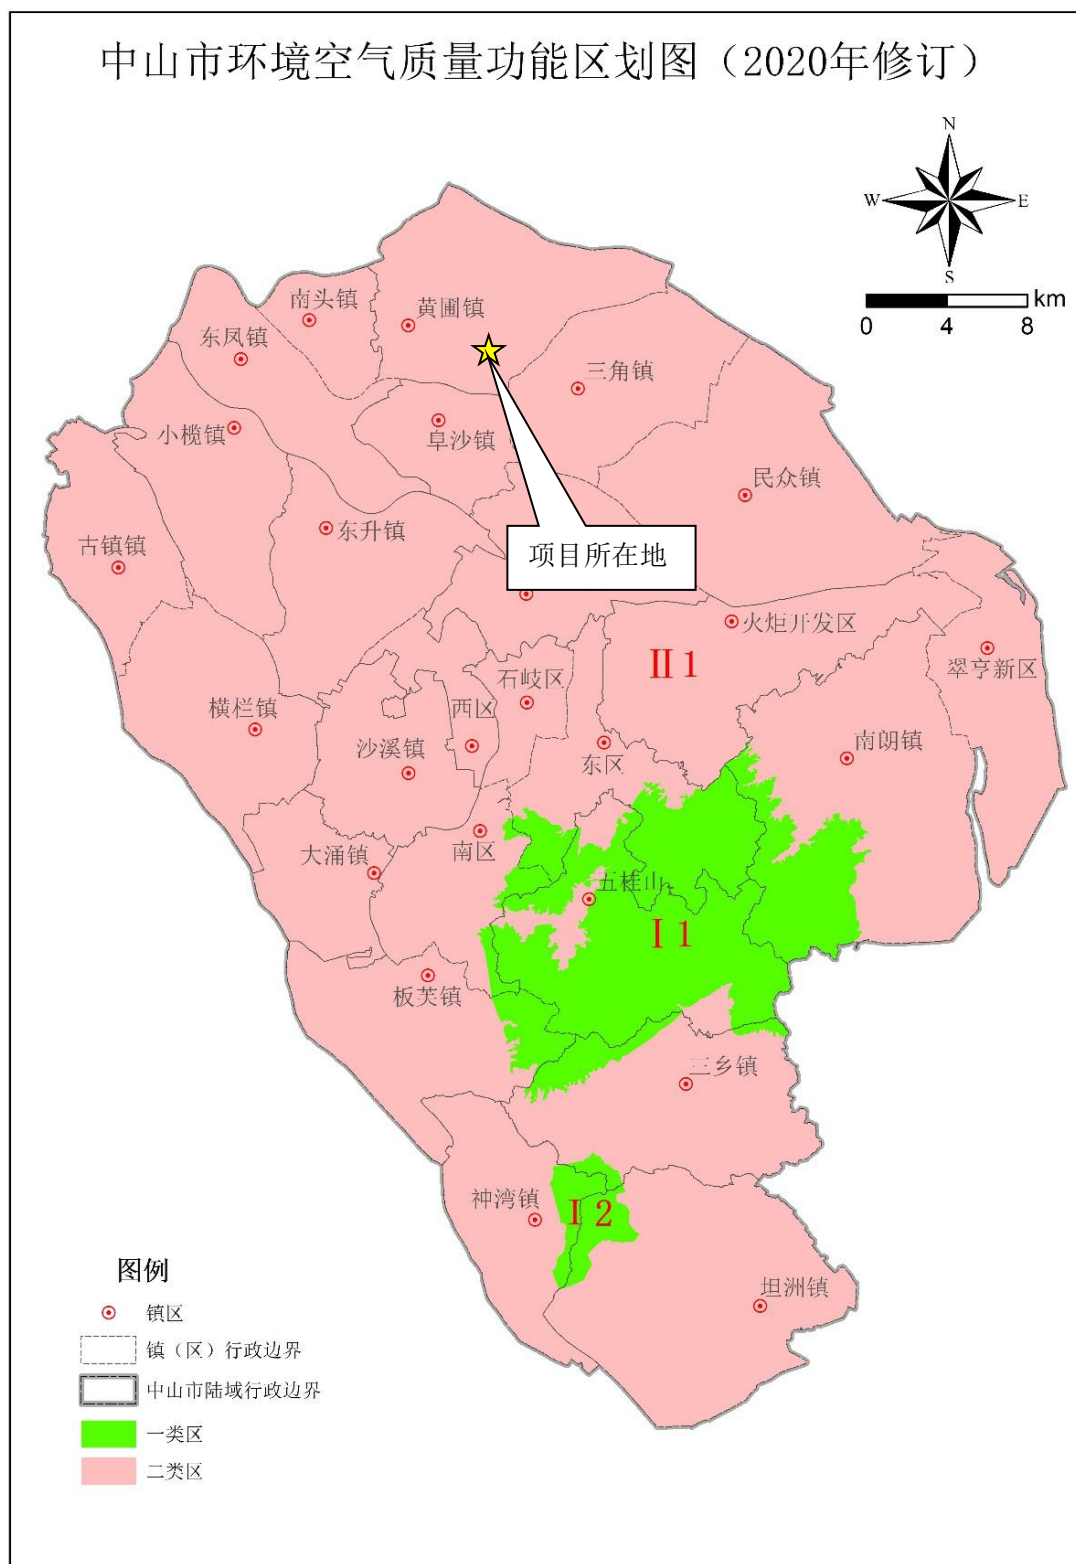 中山市环境空气质量功能区划图（2020年修订）
N
W
E
S
km
0
4
8
南头镇
黄圃镇
东凤镇
三角镇
小榄镇
阜沙镇
民众镇
东升镇
项目所在地
古镇镇
火炬开发区
翠亨新区
II 1
石岐区
横栏镇
西区
沙溪镇
东区
南朗镇
大涌镇
南区
五桂山
I 1
板芙镇
三乡镇
神湾镇
I 2
坦洲镇
图例
镇区
镇（区）行政边界
中山市陆域行政边界
一类区
二类区